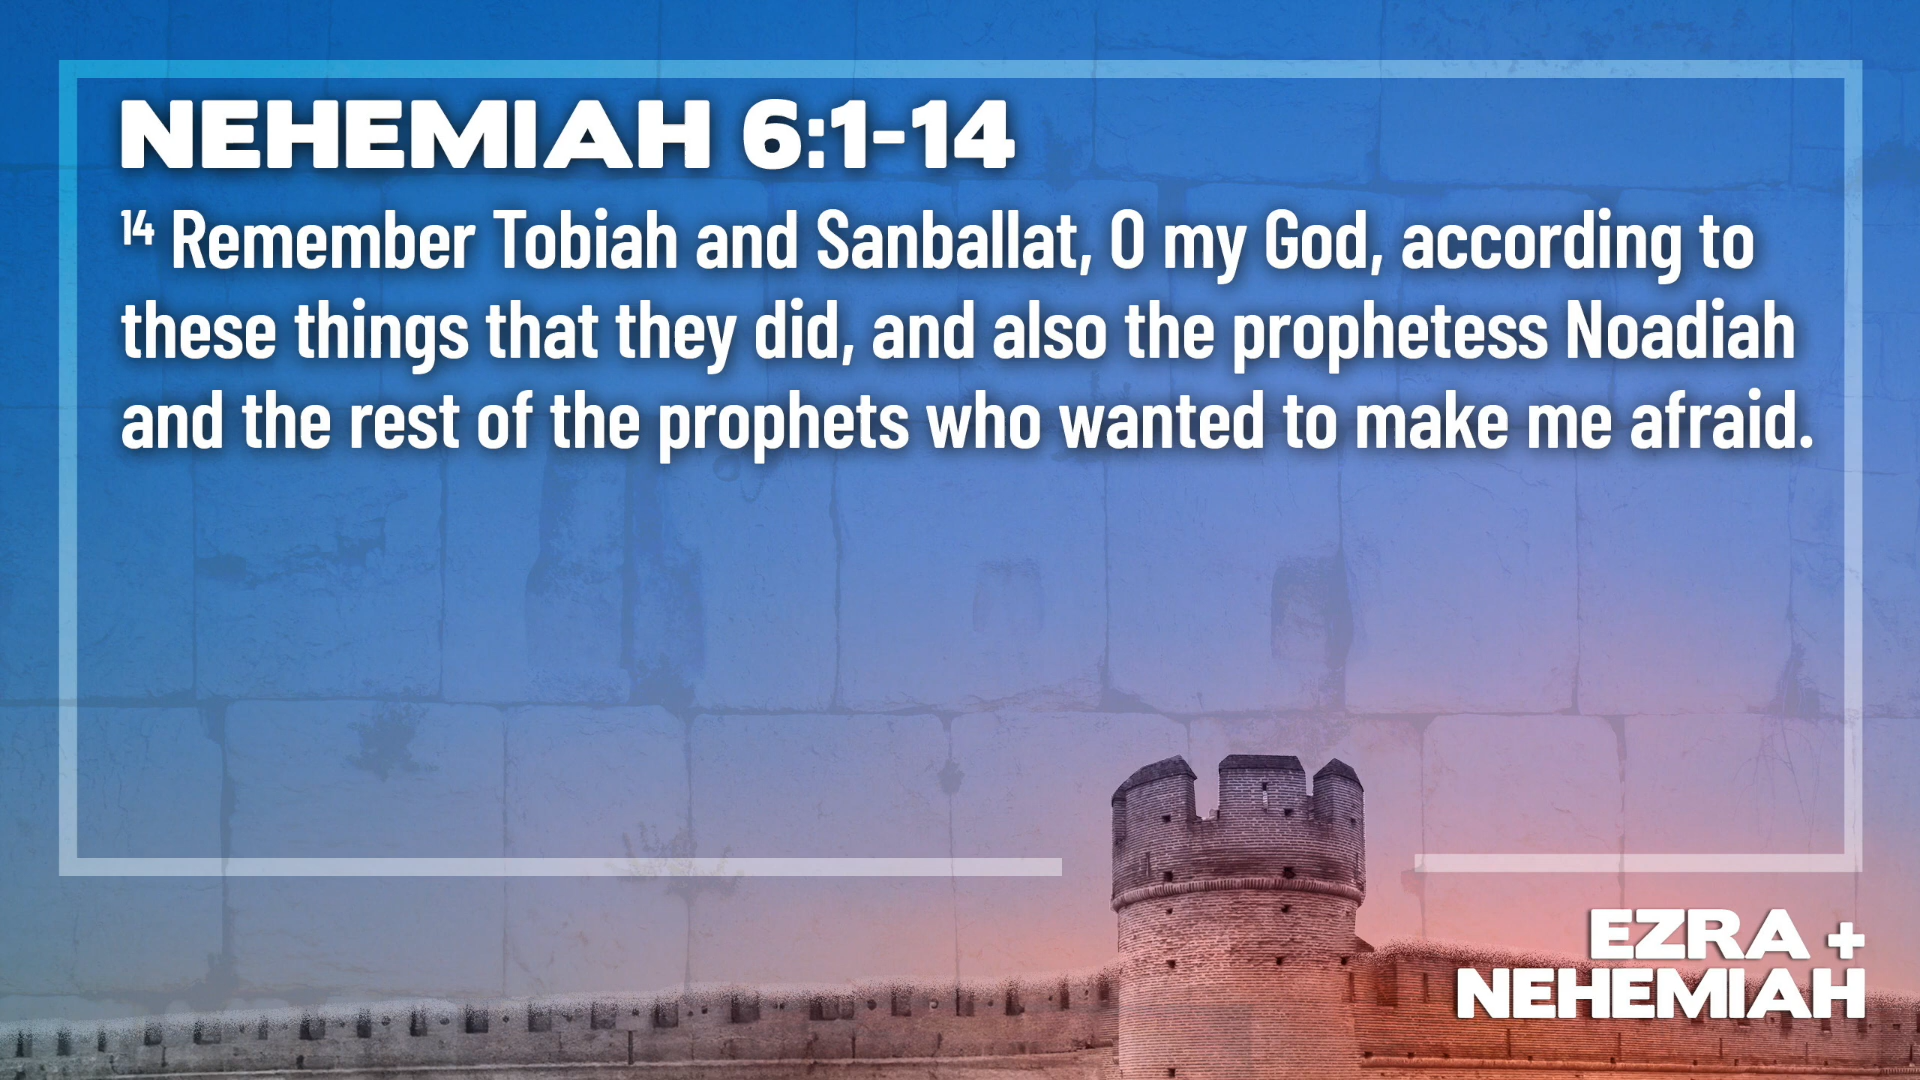 NEHEMIAH 6:1-14
14 Remember Tobiah and Sanballat, O my God, according to
these things that they did, and also the prophetess Noadiah
and the rest of the prophets who wanted to make me afraid.
EZRA +
NEHEMIAH